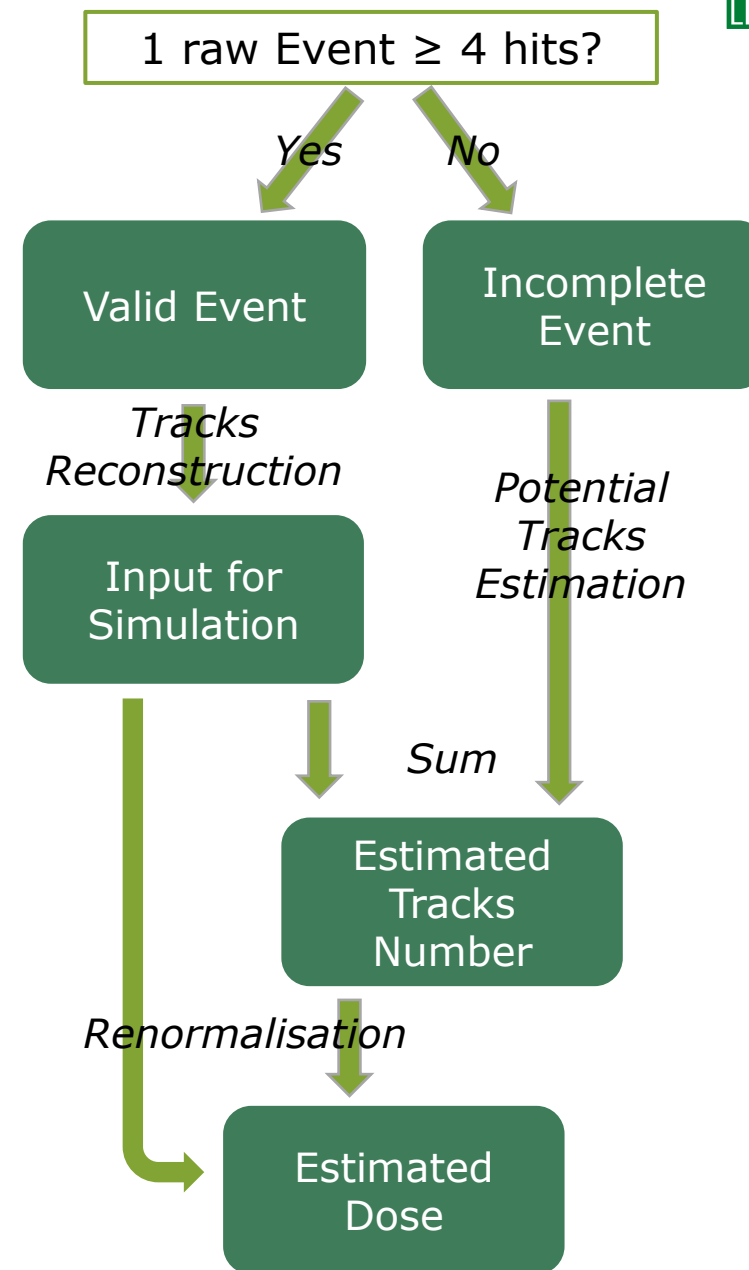 1 raw Event ≥ 4 hits?
Yes
No
Valid Event
Incomplete
Event
Tracks
Reconstruction
Potential
Tracks
Estimation
Input for
Simulation
Sum
Estimated
Tracks
Number
Renormalisation
Estimated
Dose